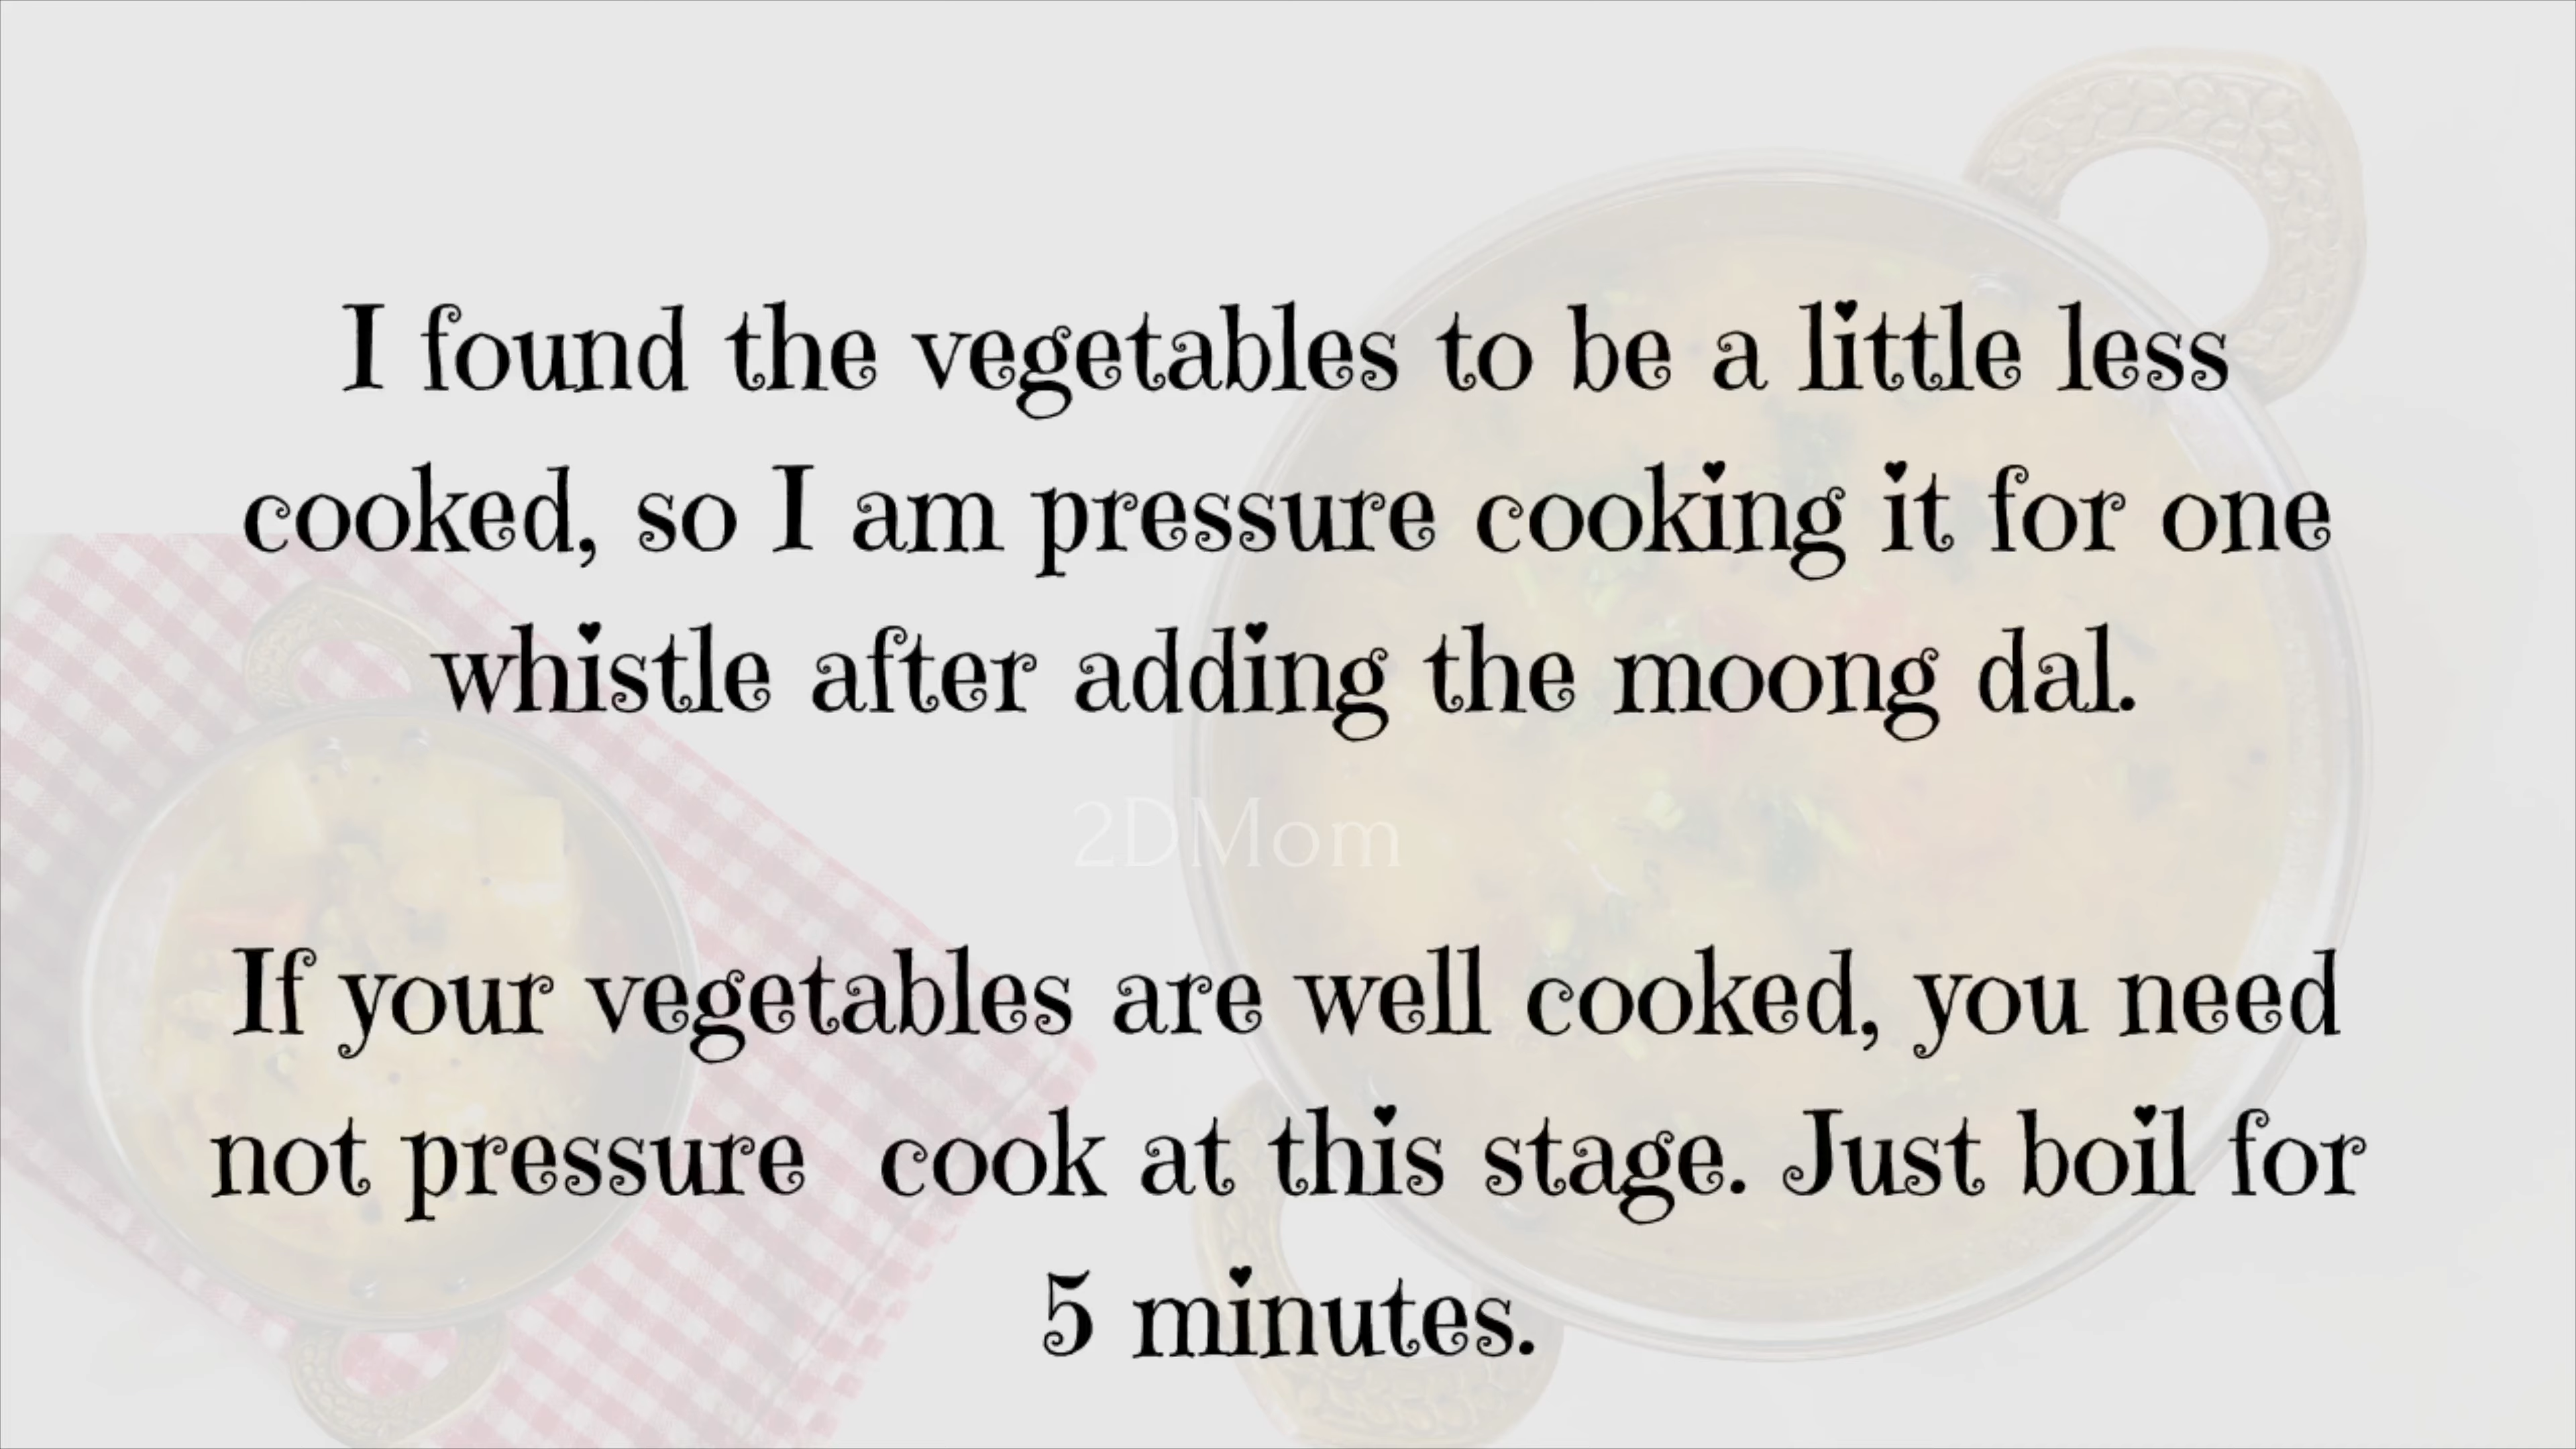 I found the vegetables to be a little less
cooked, so I am pressure cooking it for one
whistle after adding the moong dal.
2DMom
If your vegetables are well cooked, you need
not pressure  cook at this stage. Just boil for
5 minutes.